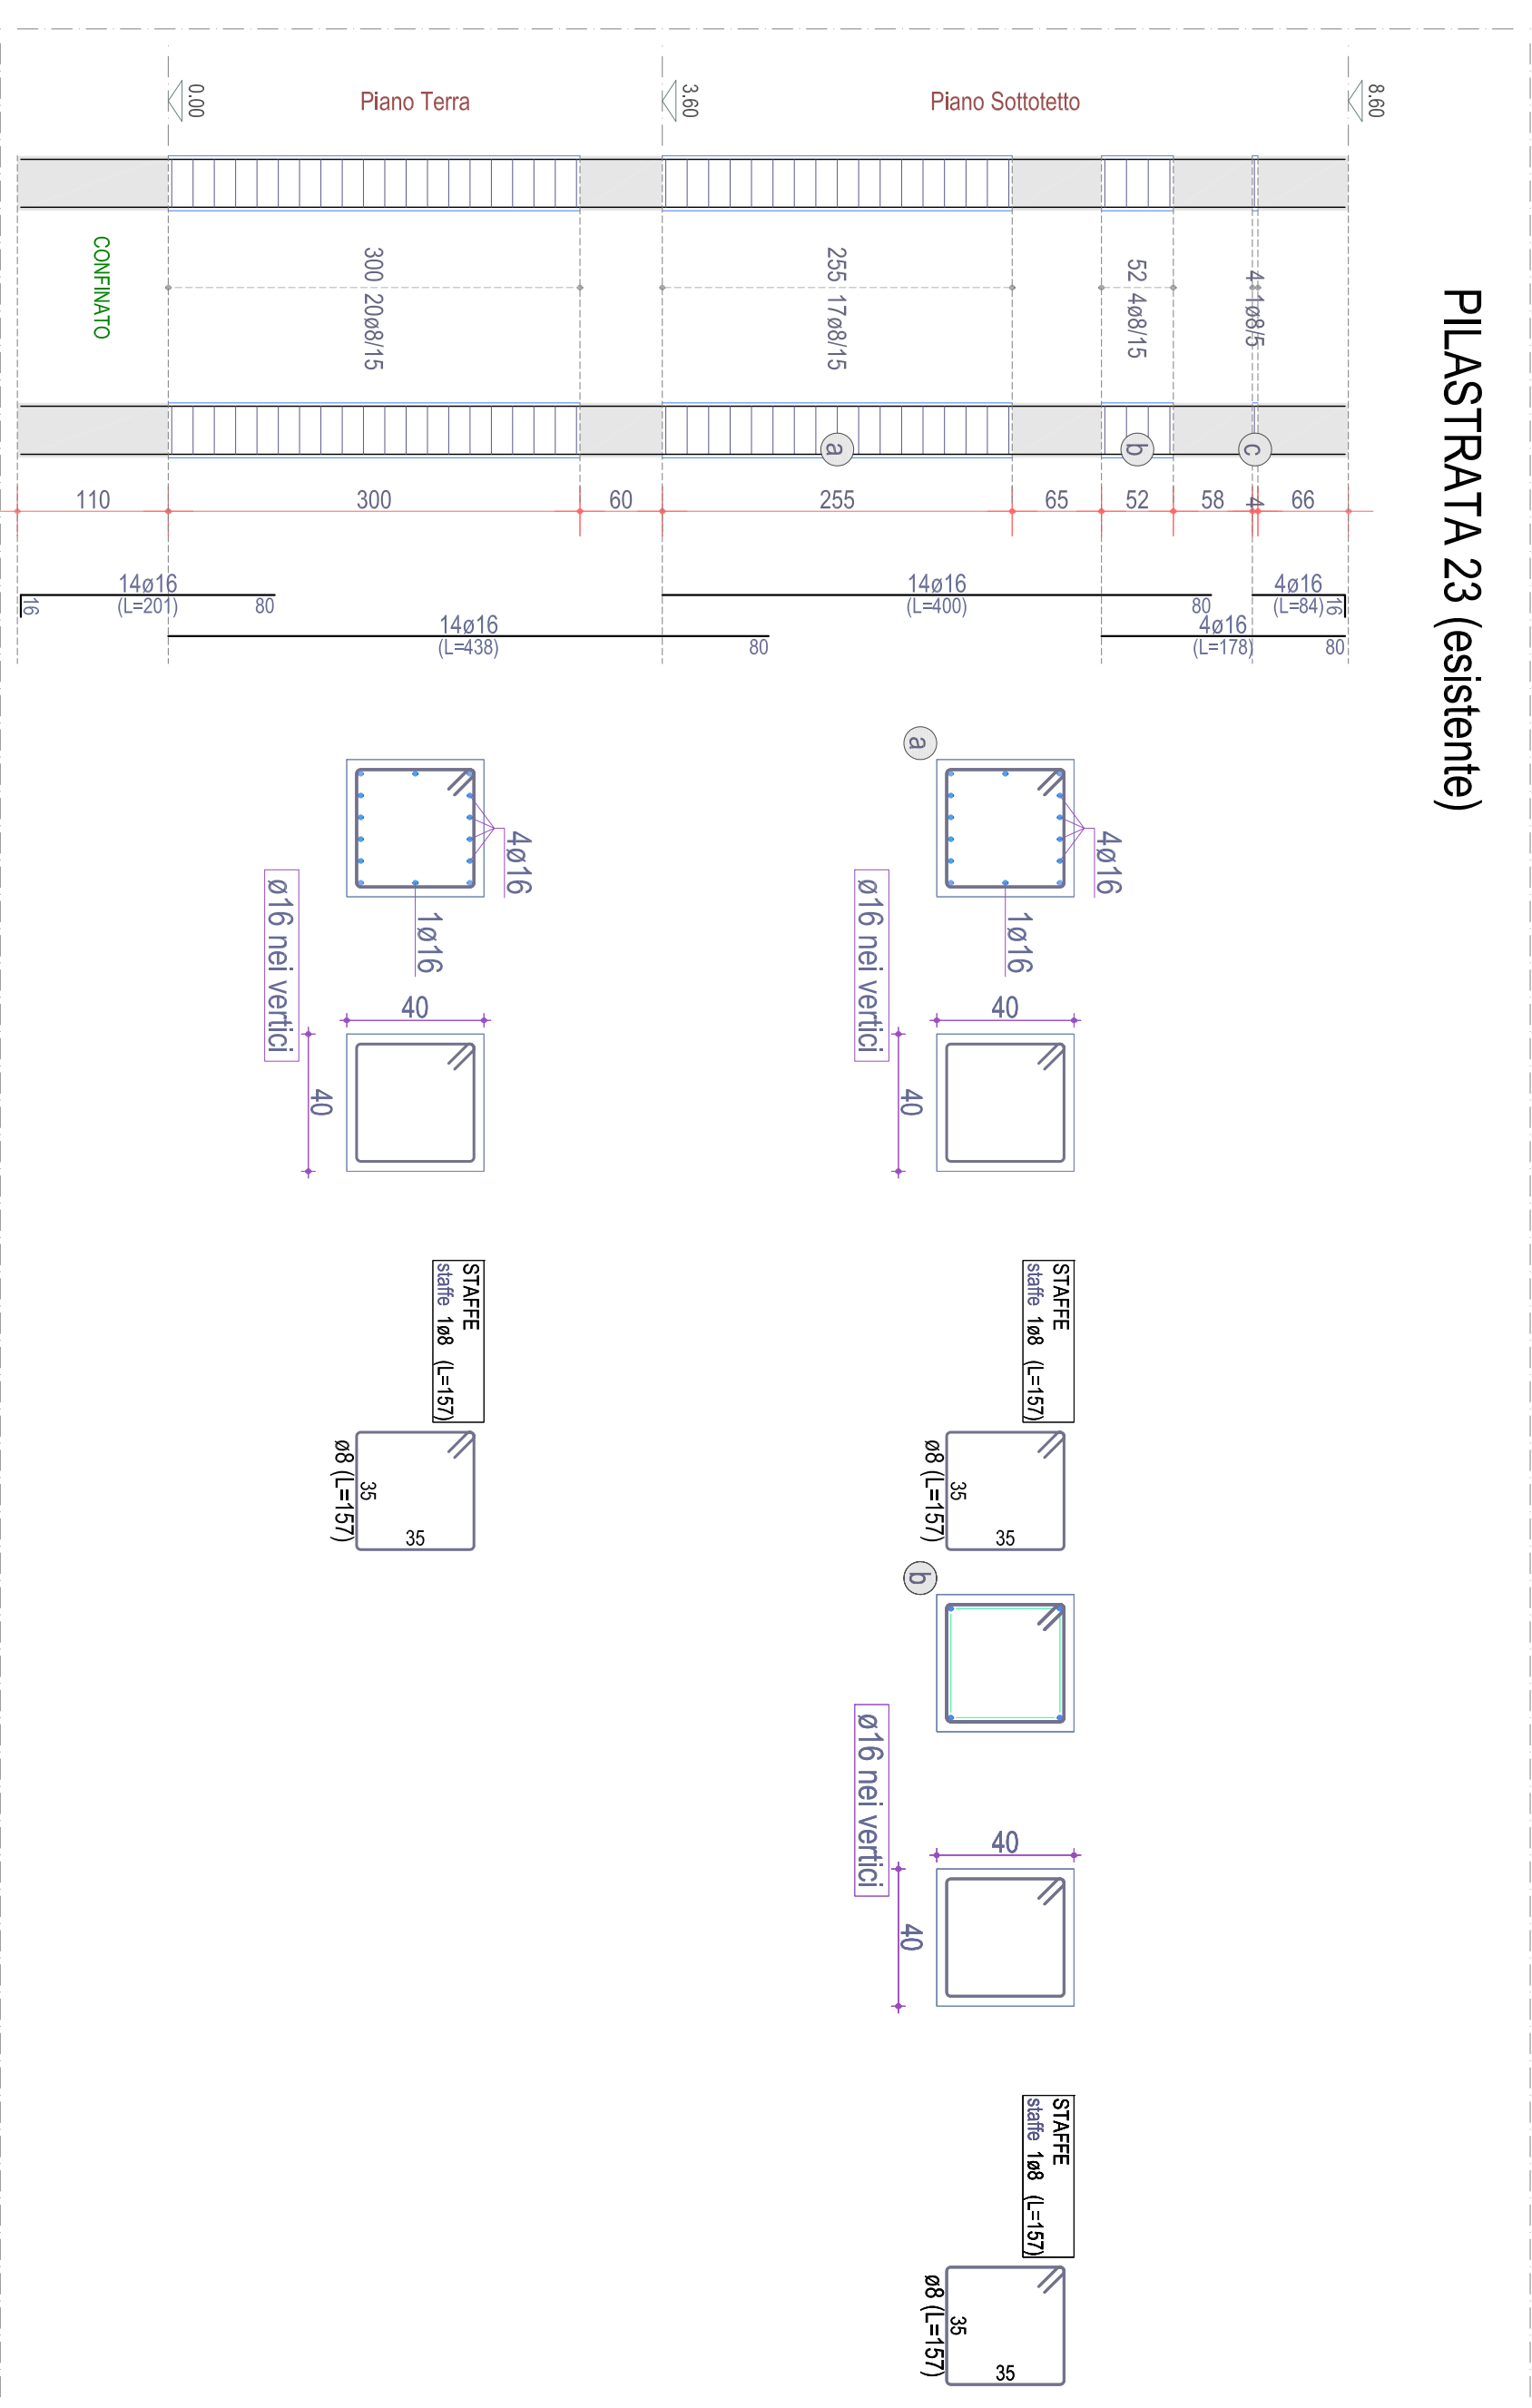 PILASTRATA 23 (esistente)
8.60
Piano Sottotetto
3.60
Piano Terra
0.00
4 1ø8/5
52 4ø8/15
255 17ø8/15
300 20ø8/15
CONFINATO
c
b
a
110
300
60
255
65
52
58
4
66
14ø16
(L=201)
80
16
14ø16
(L=438)
80
14ø16
(L=400)
80
4ø16
(L=84)
16
4ø16
(L=178)
80
a
4ø16
1ø16
ø16 nei vertici
40
40
STAFFE
staffe 1ø8 (L=157)
ø8 (L=157)
35
35
b
ø16 nei vertici
40
40
STAFFE
staffe 1ø8 (L=157)
ø8 (L=157)
35
35
4ø16
1ø16
ø16 nei vertici
40
40
STAFFE
staffe 1ø8 (L=157)
ø8 (L=157)
35
35